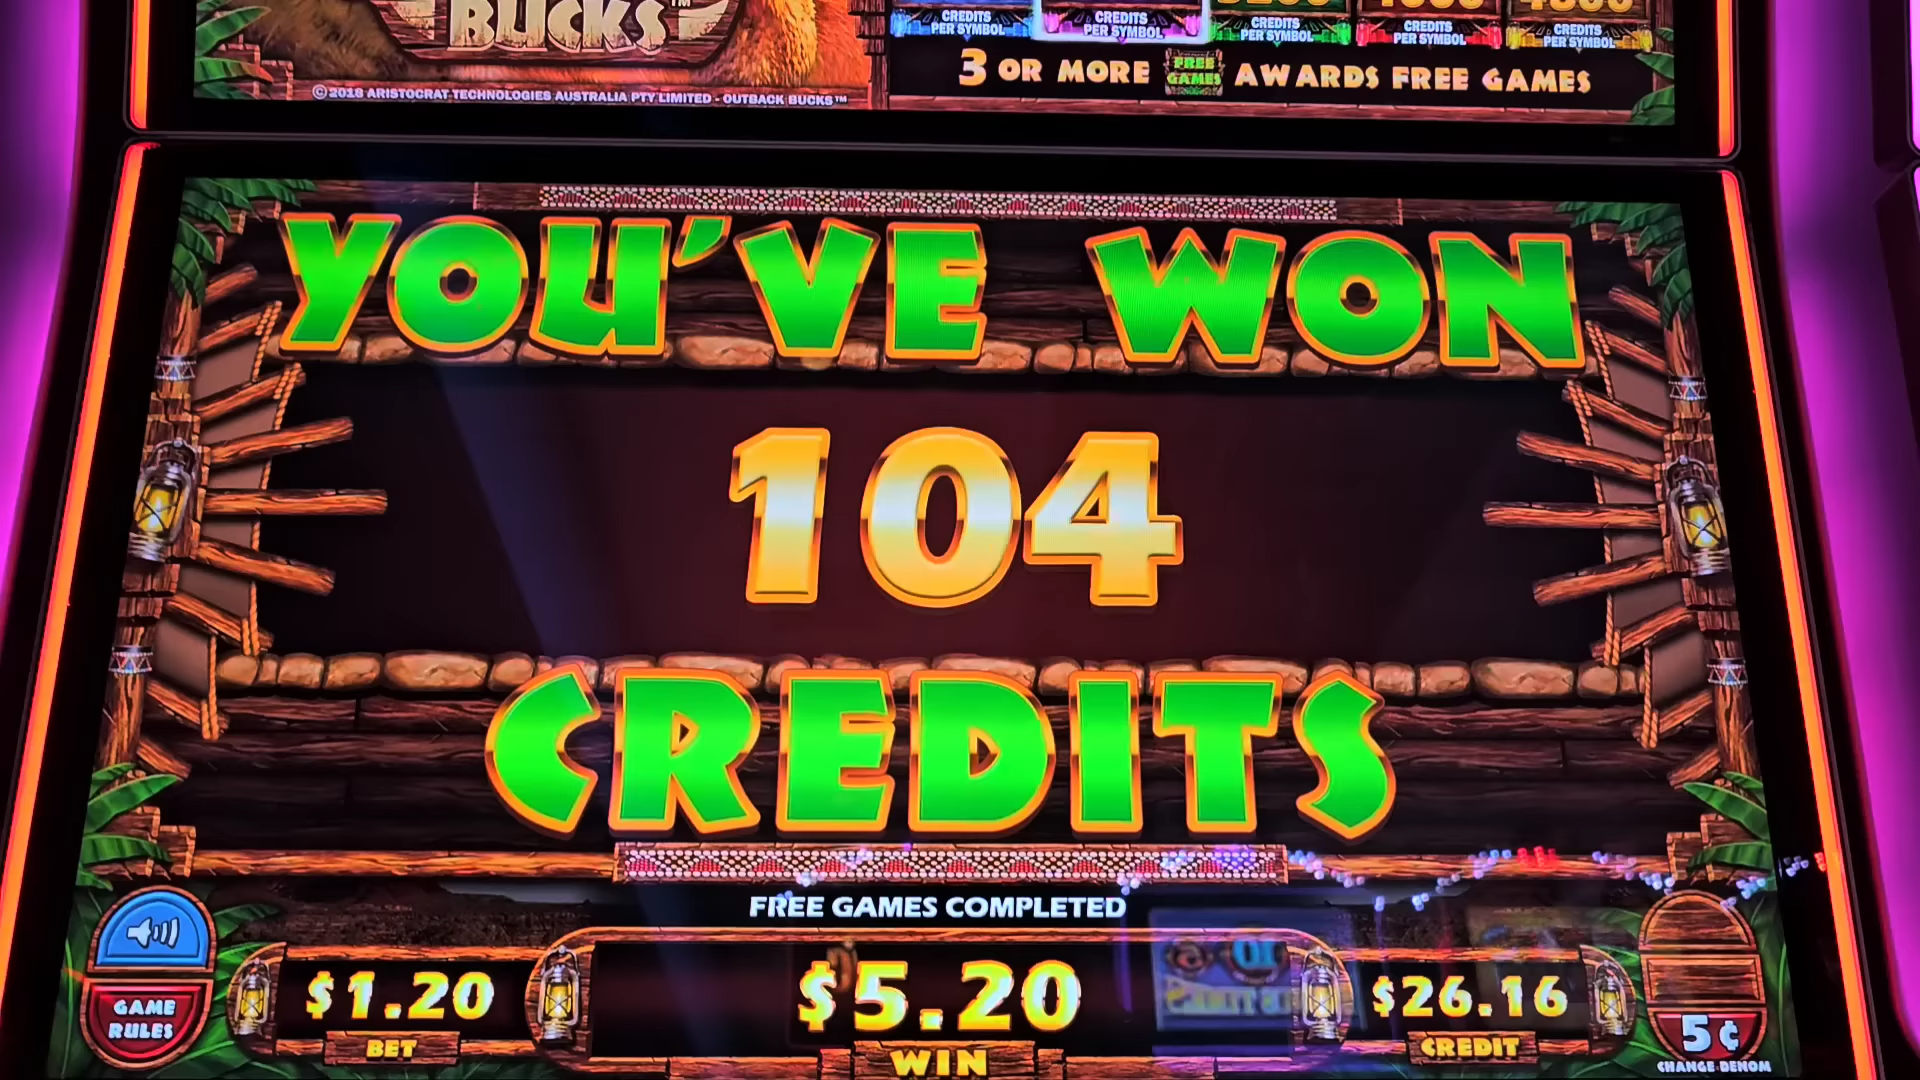 BUCKS™
CREDITS PER SYMBOL
CREDITS PER SYMBOL
CREDITS PER SYMBOL
CREDITS PER SYMBOL
CREDITS PER SYMBOL
©2018 ARISTOCRAT TECHNOLOGIES AUSTRALIA PTY LIMITED - OUTBACK BUCKS™
3 OR MORE FREE GAMES AWARDS FREE GAMES
YOU'VE WON
104
CREDITS
FREE GAMES COMPLETED
GAME RULES
$1.20
BET
$5.20
WIN
$26.16
CREDIT
5¢
CHANGE DENOM